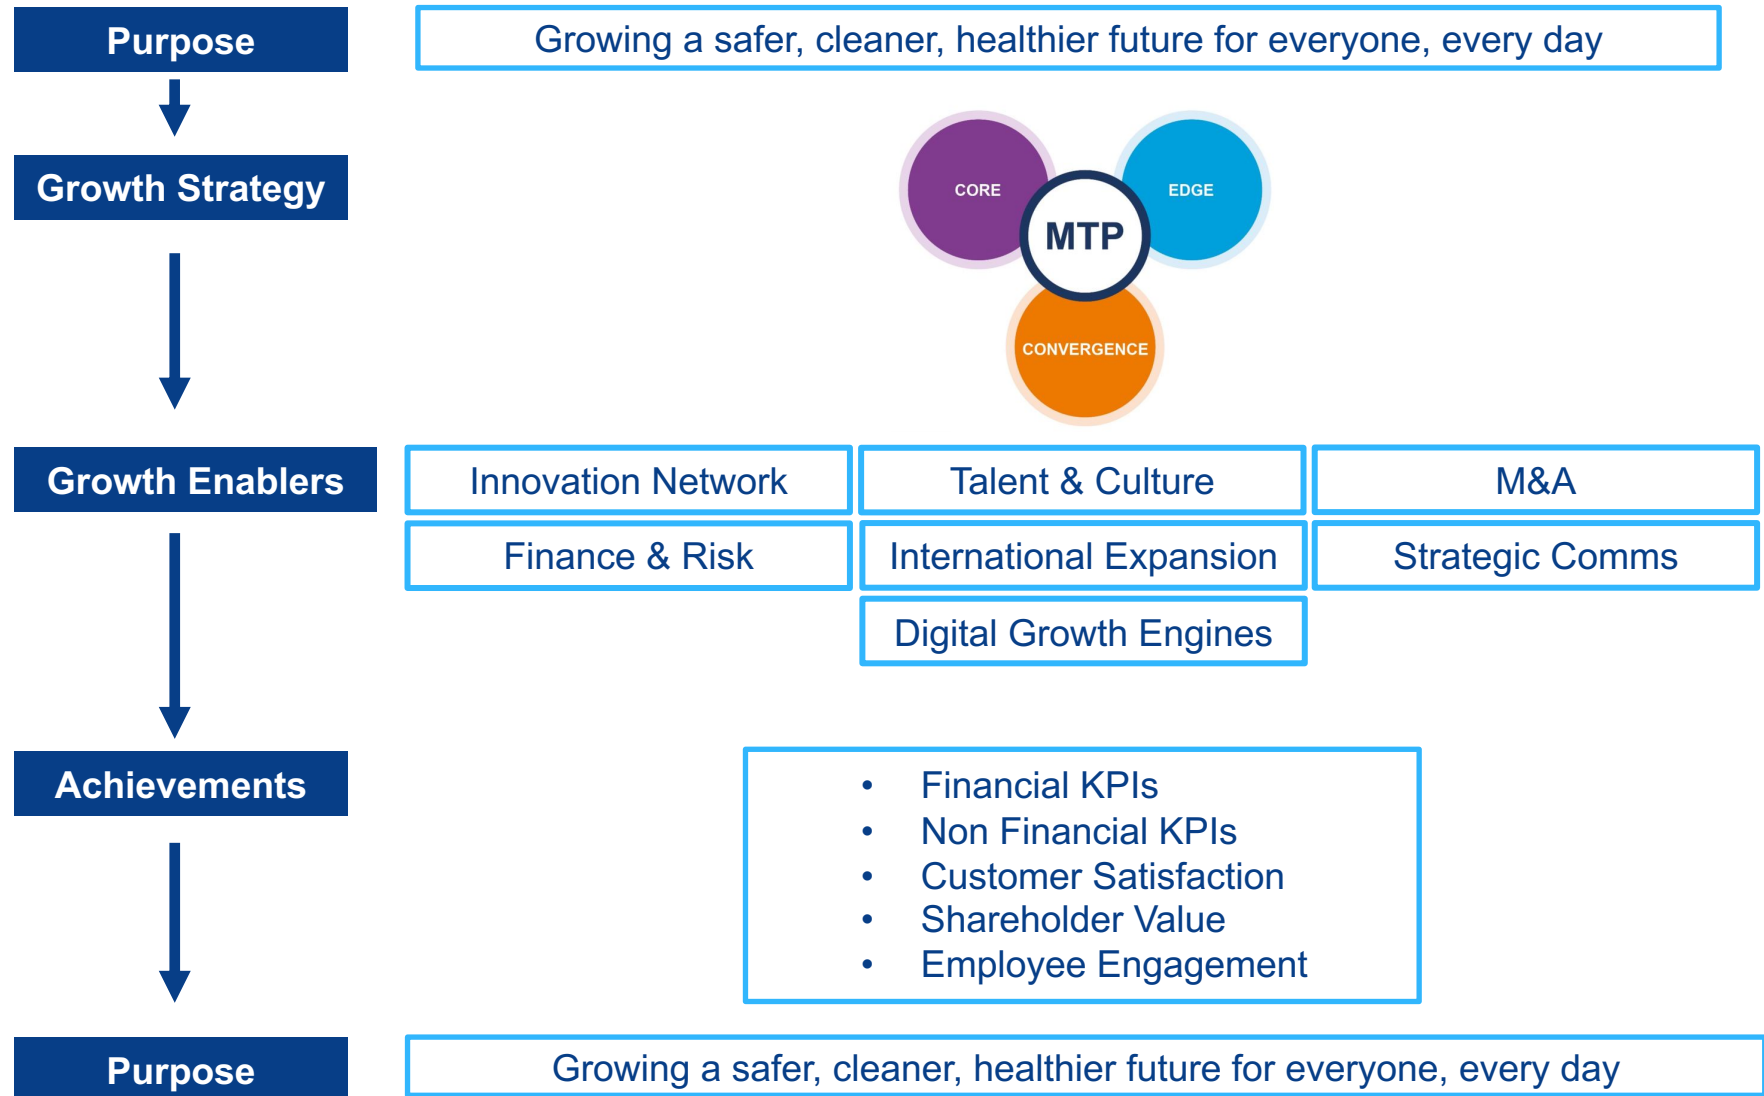 Purpose
Growing a safer, cleaner, healthier future for everyone, every day
Growth Strategy
CORE
EDGE
MTP
CONVERGENCE
Growth Enablers
Innovation Network
Talent & Culture
M&A
Finance & Risk
International Expansion
Strategic Comms
Digital Growth Engines
Achievements
• Financial KPIs
• Non Financial KPIs
• Customer Satisfaction
• Shareholder Value
• Employee Engagement
Purpose
Growing a safer, cleaner, healthier future for everyone, every day